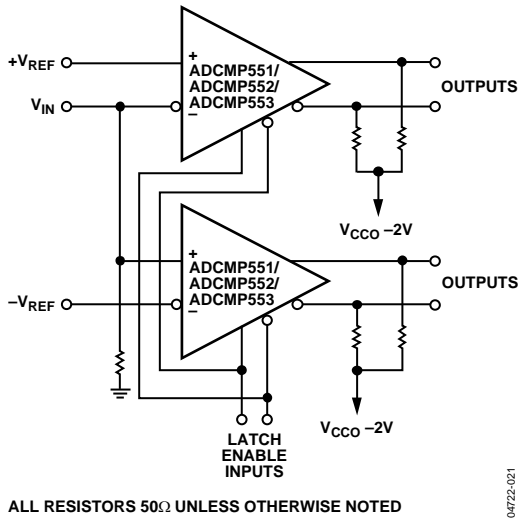 +
+VREF
ADCMP551/
ADCMP552/
ADCMP553
–
OUTPUTS
VIN
VCCO –2V
+
ADCMP551/
ADCMP552/
ADCMP553
–
OUTPUTS
–VREF
VCCO –2V
LATCH
ENABLE
INPUTS
ALL RESISTORS 50Ω UNLESS OTHERWISE NOTED
04722-021